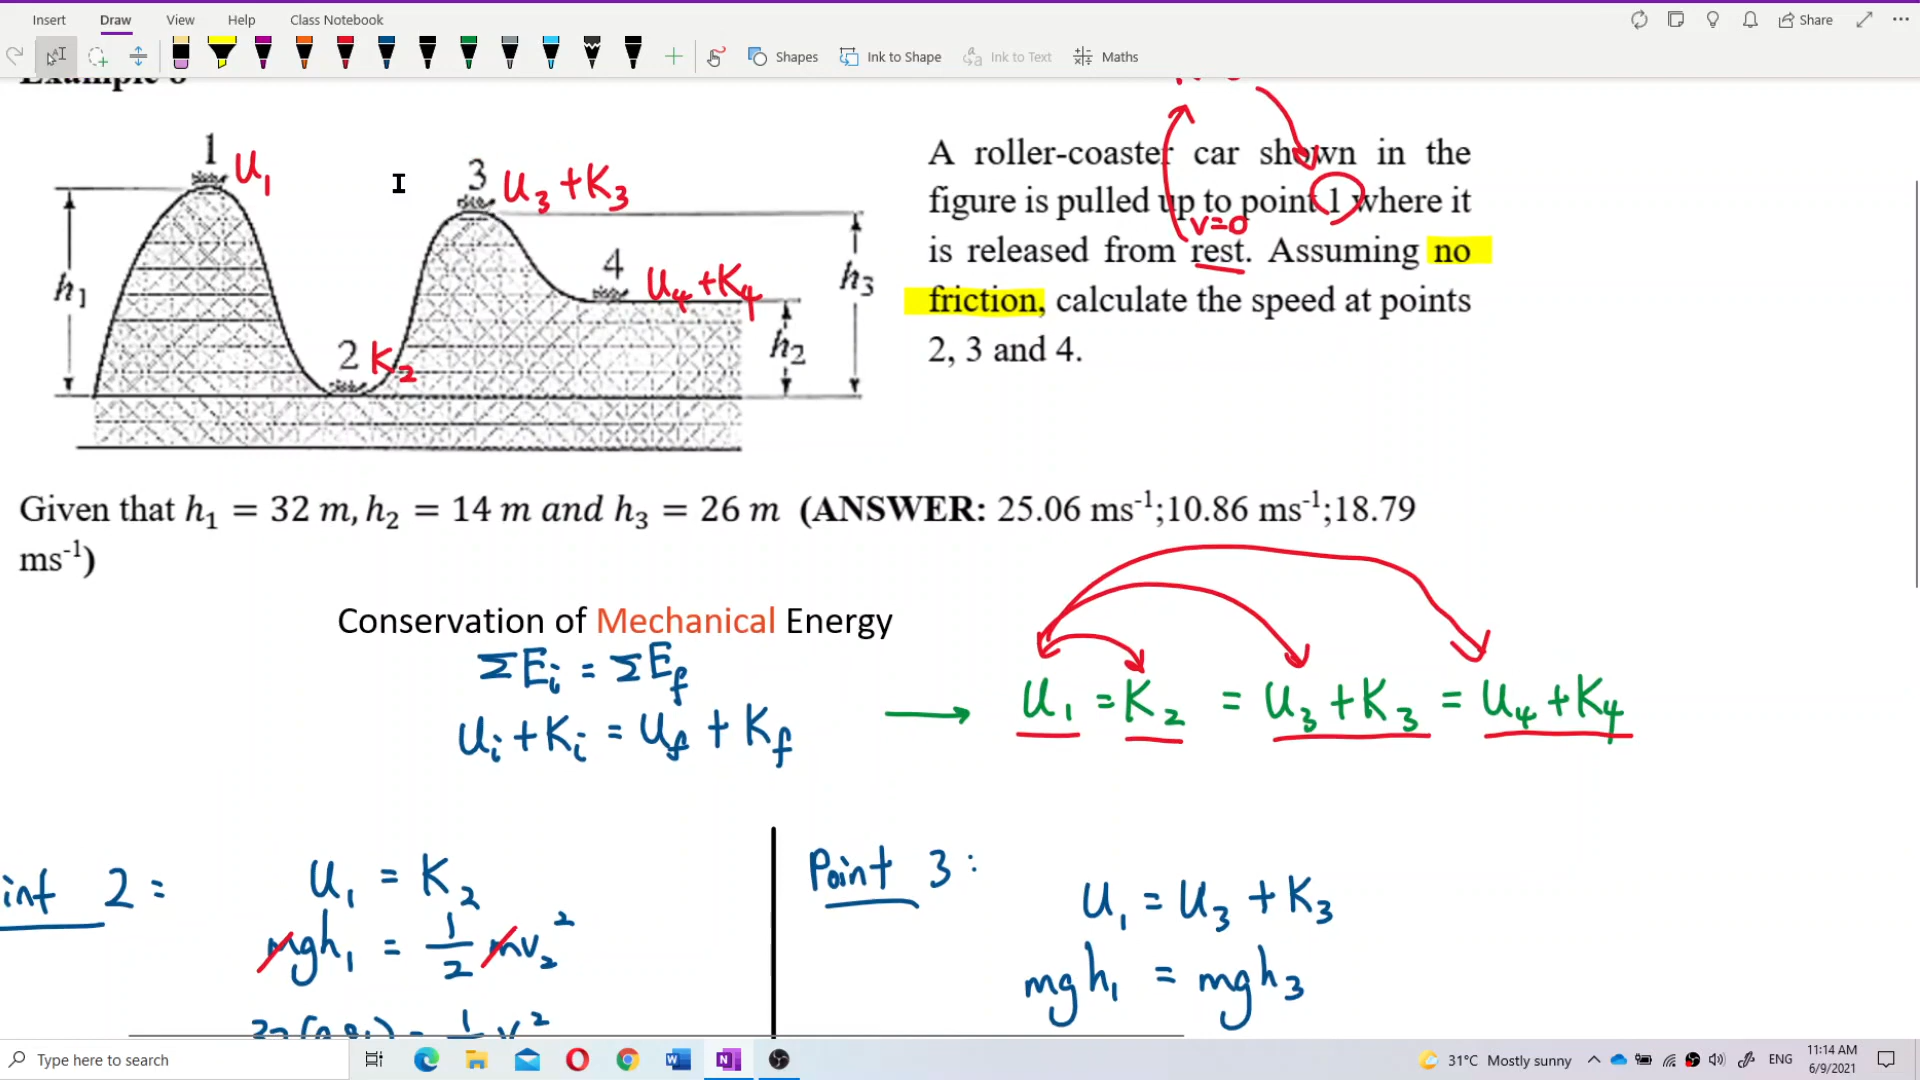 Insert Draw View Help Class Notebook Share
Shapes Ink to Shape Ink to Text Maths
Example
1 U₁
3 U₃ + K₃
4 U₄ + K₄
2 K₂
h₁
h₂
h₃
A roller-coaster car shown in the
figure is pulled up to point 1 where it
v=0
is released from rest. Assuming no
friction, calculate the speed at points
2, 3 and 4.
Given that h₁ = 32 m, h₂ = 14 m and h₃ = 26 m (ANSWER: 25.06 ms⁻¹;10.86 ms⁻¹;18.79
ms⁻¹)
Conservation of Mechanical Energy
ΣEᵢ = ΣE_f
Uᵢ + Kᵢ = U_f + K_f
U₁ = K₂ = U₃ + K₃ = U₄ + K₄
int 2 :
U₁ = K₂
mgh₁ = 1/2 mv₂²
Point 3 :
U₁ = U₃ + K₃
mgh₁ = mgh₃
Type here to search
31°C Mostly sunny ENG 11:14 AM
6/9/2021